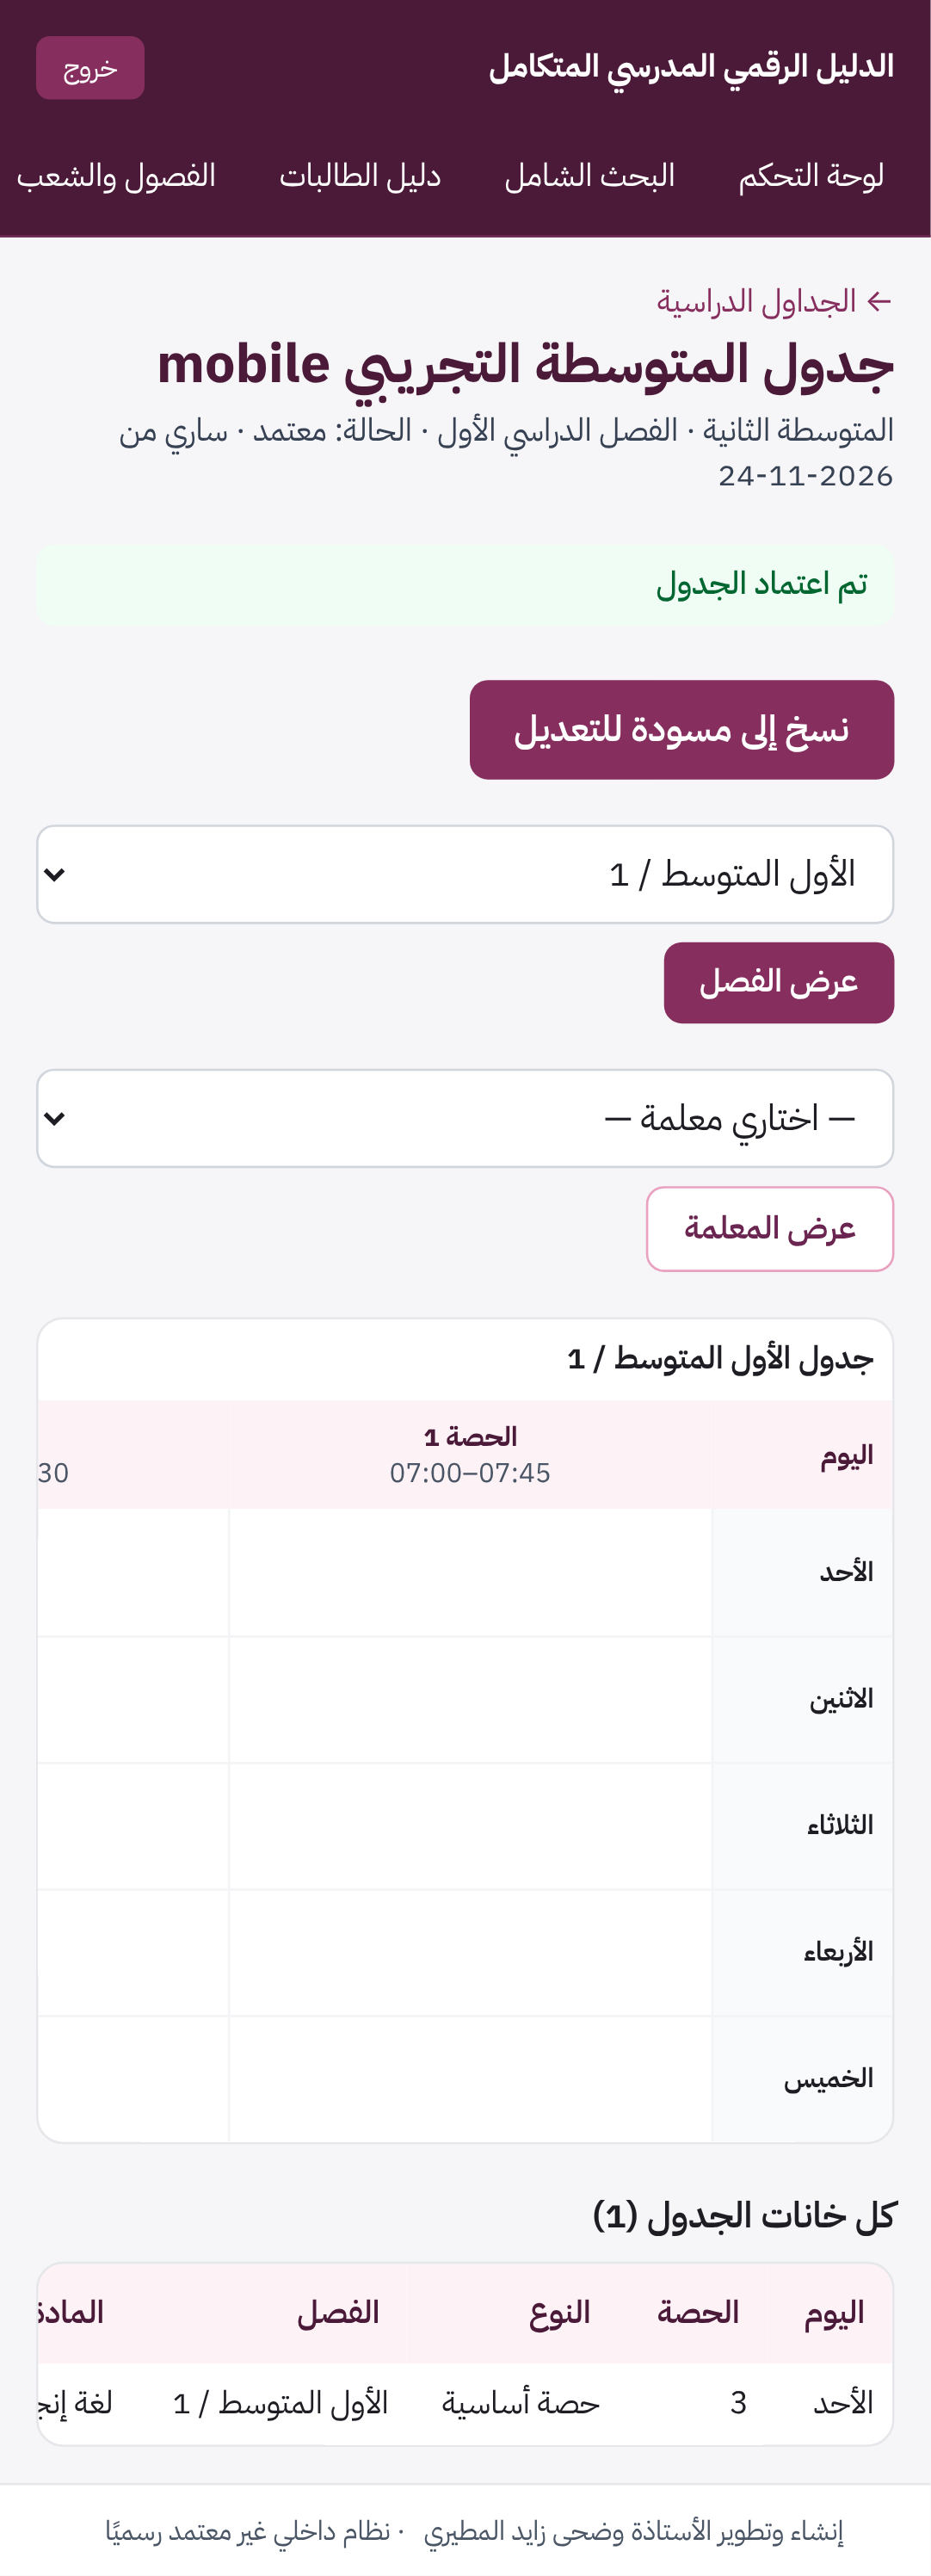 الدليل الرقمي المدرسي المتكامل
خروج
لوحة التحكم البحث الشامل دليل الطالبات الفصول والشعب
← الجداول الدراسية
جدول المتوسطة التجريبي mobile
المتوسطة الثانية · الفصل الدراسي الأول · الحالة: معتمد · ساري من
24-11-2026
تم اعتماد الجدول
نسخ إلى مسودة للتعديل
الأول المتوسط / 1
عرض الفصل
— اختاري معلمة —
عرض المعلمة
جدول الأول المتوسط / 1
اليوم الحصة 1
07:00–07:45 30
الأحد
الاثنين
الثلاثاء
الأربعاء
الخميس
كل خانات الجدول (1)
اليوم الحصة النوع الفصل المادة
الأحد 3 حصة أساسية الأول المتوسط / 1 لغة
إنشاء وتطوير الأستاذة وضحى زايد المطيري · نظام داخلي غير معتمد رسميًا